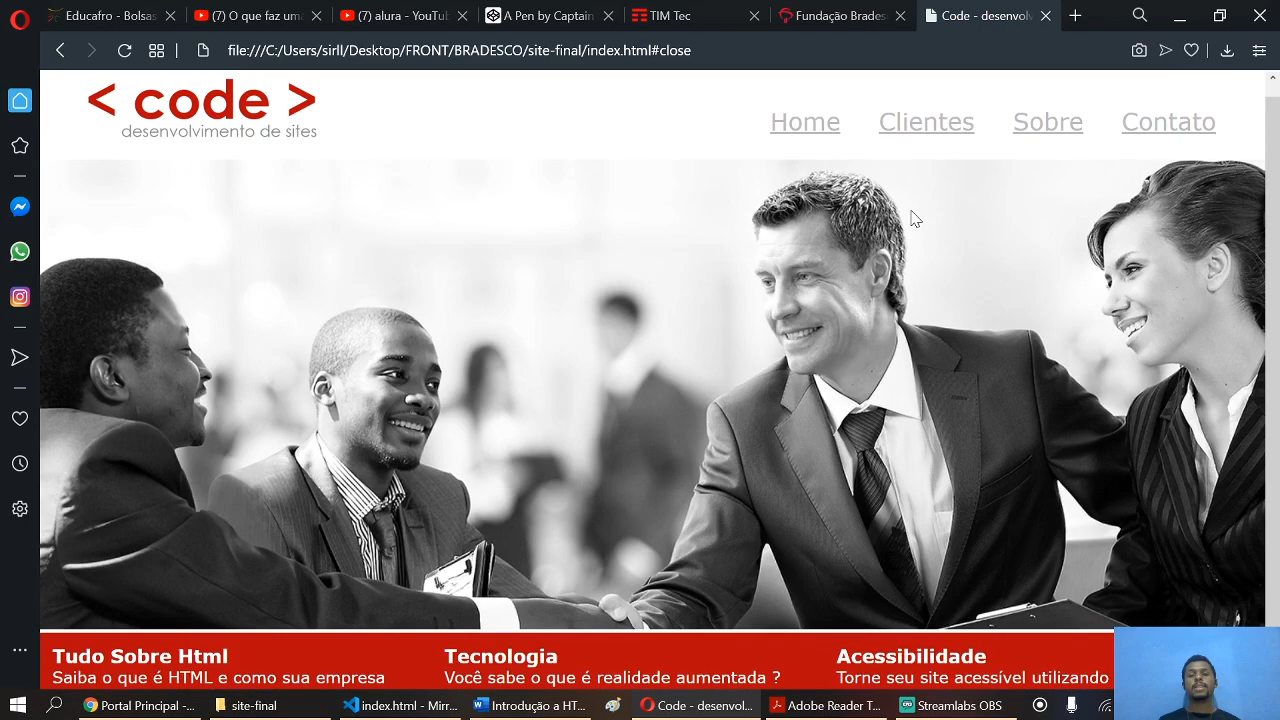 Educafro - Bolsas
(7) O que faz uma
(7) alura - YouTu
A Pen by Captain
TIM Tec
Fundação Brades
Code - desenvolv
file:///C:/Users/sirll/Desktop/FRONT/BRADESCO/site-final/index.html#close
< code >
desenvolvimento de sites
Home
Clientes
Sobre
Contato
Tudo Sobre Html
Saiba o que é HTML e como sua empresa
Tecnologia
Você sabe o que é realidade aumentada ?
Acessibilidade
Torne seu site acessível utilizando
Portal Principal -...
site-final
index.html - Mirr...
Introdução a HT...
Code - desenvol...
Adobe Reader T...
Streamlabs OBS